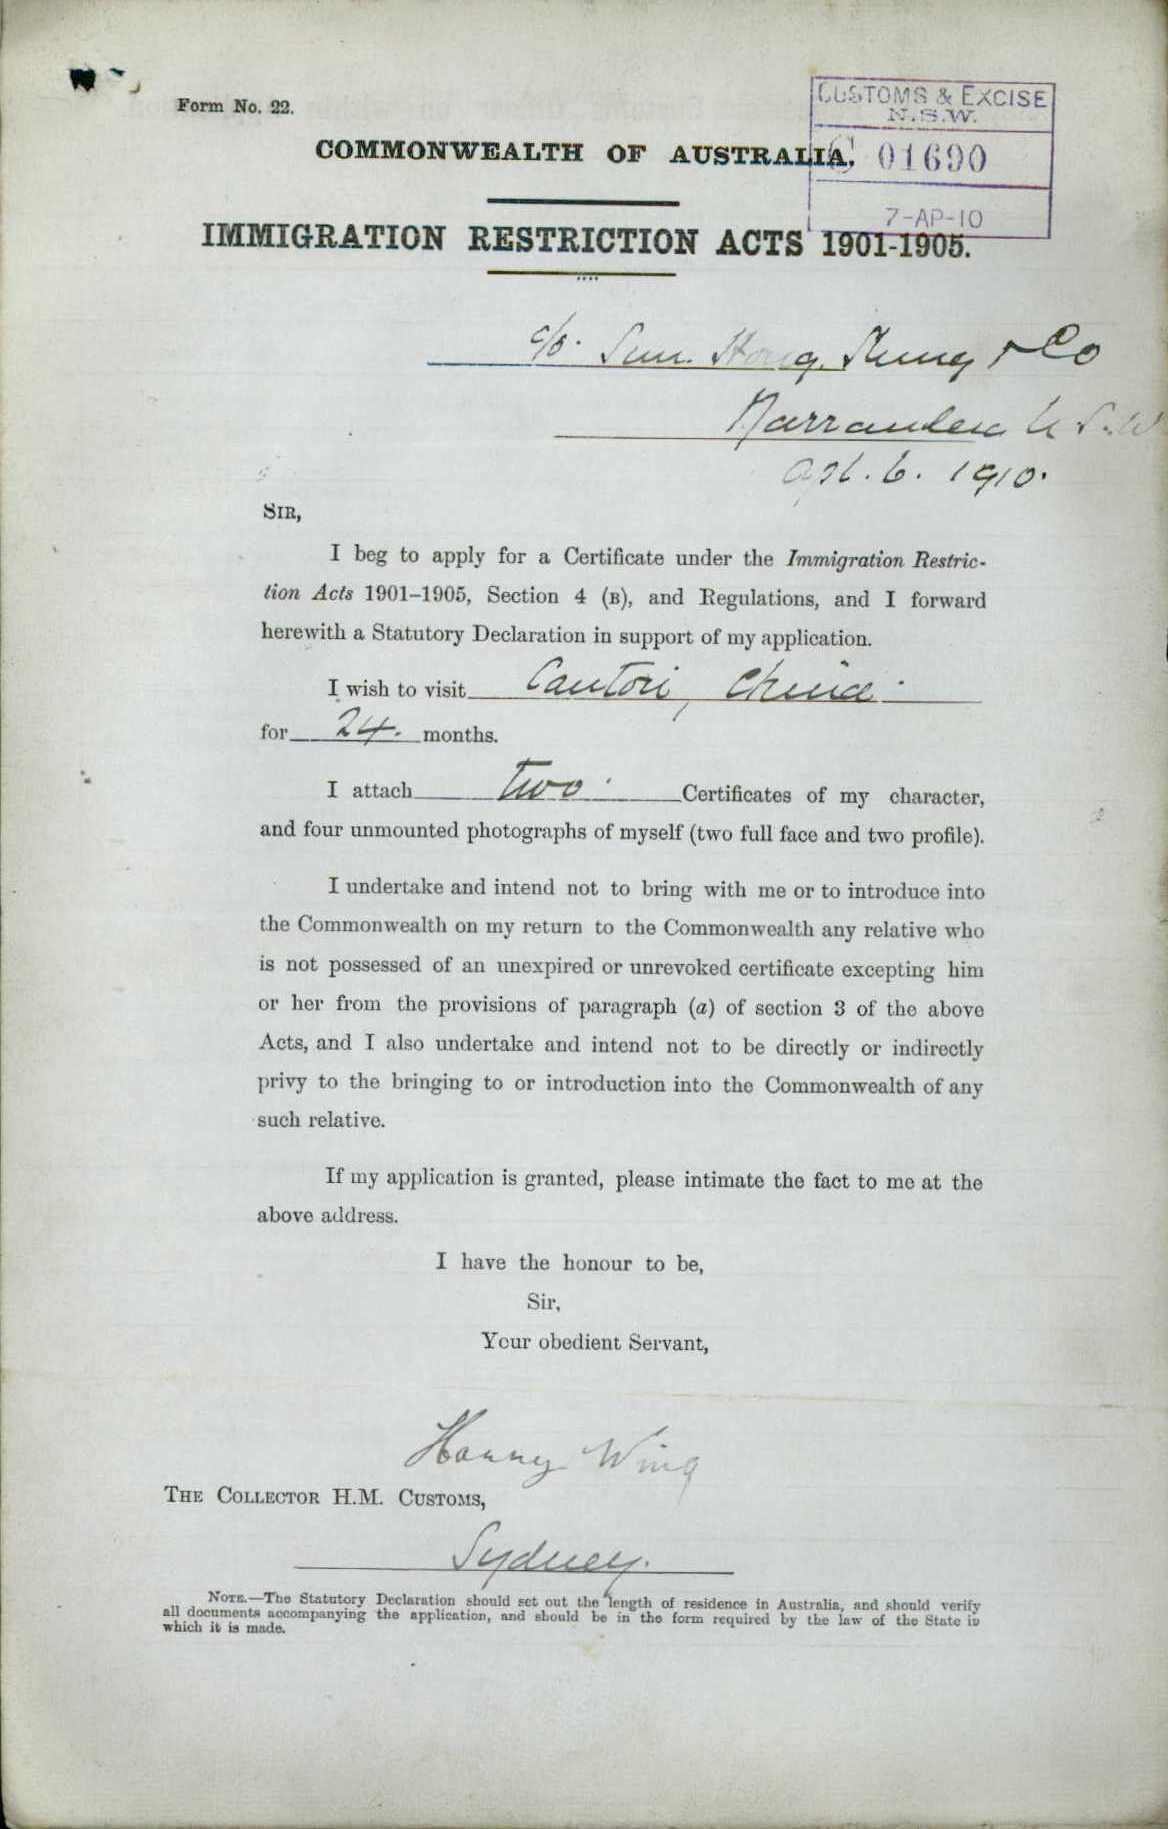 Form No. 22.
CUSTOMS & EXCISE
N.S.W.
C 01690
7-AP-10
COMMONWEALTH OF AUSTRALIA.
IMMIGRATION RESTRICTION ACTS 1901-1905.
c/o. Sun. Hong. & Co
Narrandera N.S.W
Apl. 6. 1910.
SIR,
I beg to apply for a Certificate under the Immigration Restric-
tion Acts 1901–1905, Section 4 (B), and Regulations, and I forward
herewith a Statutory Declaration in support of my application.
I wish to visit Canton, China.
for 24. months.
I attach Two Certificates of my character,
and four unmounted photographs of myself (two full face and two profile).
I undertake and intend not to bring with me or to introduce into
the Commonwealth on my return to the Commonwealth any relative who
is not possessed of an unexpired or unrevoked certificate excepting him
or her from the provisions of paragraph (a) of section 3 of the above
Acts, and I also undertake and intend not to be directly or indirectly
privy to the bringing to or introduction into the Commonwealth of any
such relative.
If my application is granted, please intimate the fact to me at the
above address.
I have the honour to be,
Sir,
Your obedient Servant,
Harry Wing
THE COLLECTOR H.M. CUSTOMS,
Sydney.
NOTE.—The Statutory Declaration should set out the length of residence in Australia, and should verify
all documents accompanying the application, and should be in the form required by the law of the State in
which it is made.